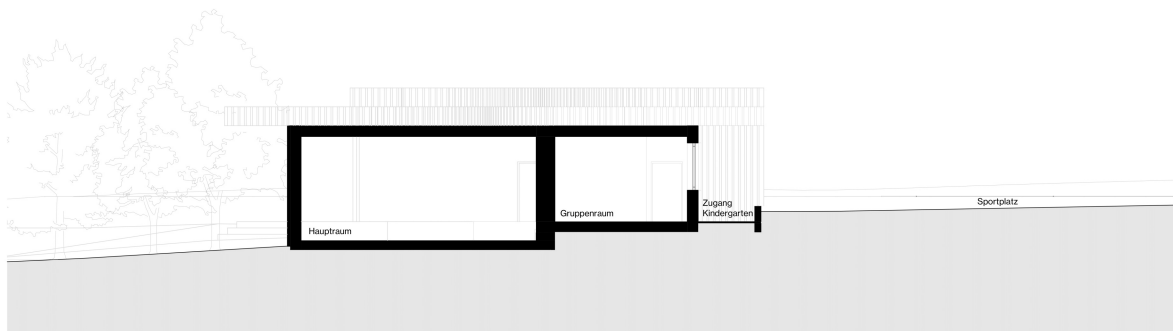 Hauptraum
Gruppenraum
Zugang
Kindergarten
Sportplatz